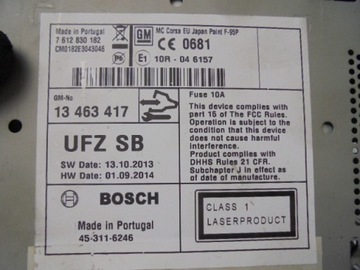 Made in Portugal
7 612 830 182
CM0182E3043046
GM
MC Corsa EU Japan Point F-95P
CE 0681
E1 10R - 04 6157
GM-No
13 463 417
UFZ SB
SW Date: 13.10.2013
HW Date: 01.09.2014
Fuse 10A
This device complies with
part 15 of The FCC Rules.
Operation is subject to the
condition that this device
does not cause harmful
interference.
Product complies with
DHHS Rules 21 CFR.
Subchapter J in effect as
of date of manufacture.
BOSCH
Made in Portugal
45-311-6246
CLASS 1
LASERPRODUCT